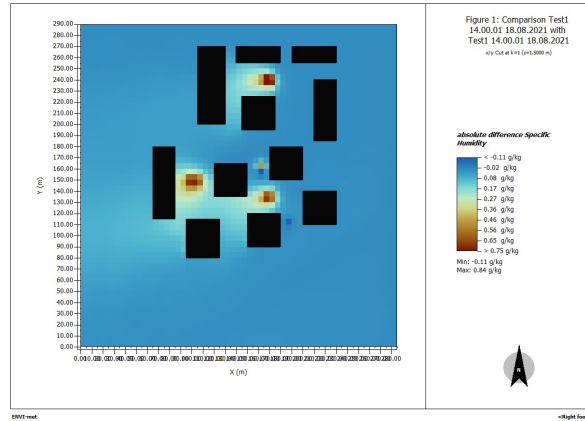 Figure 1: Comparison Test1
14.00.01 18.08.2021 with
Test1 14.00.01 18.08.2021
x/y Cut at k=1 (z=1.5000 m)
290.00
280.00
270.00
260.00
250.00
240.00
230.00
220.00
210.00
200.00
190.00
180.00
170.00
160.00
150.00
140.00
130.00
120.00
110.00
100.00
90.00
80.00
70.00
60.00
50.00
40.00
30.00
20.00
10.00
0.00
Y (m)
X (m)
absolute difference Specific
Humidity
< -0.11 g/kg
-0.02 g/kg
0.08 g/kg
0.17 g/kg
0.27 g/kg
0.36 g/kg
0.46 g/kg
0.56 g/kg
0.65 g/kg
> 0.75 g/kg
Min: -0.11 g/kg
Max: 0.84 g/kg
N
ENVI-met
<Right foo